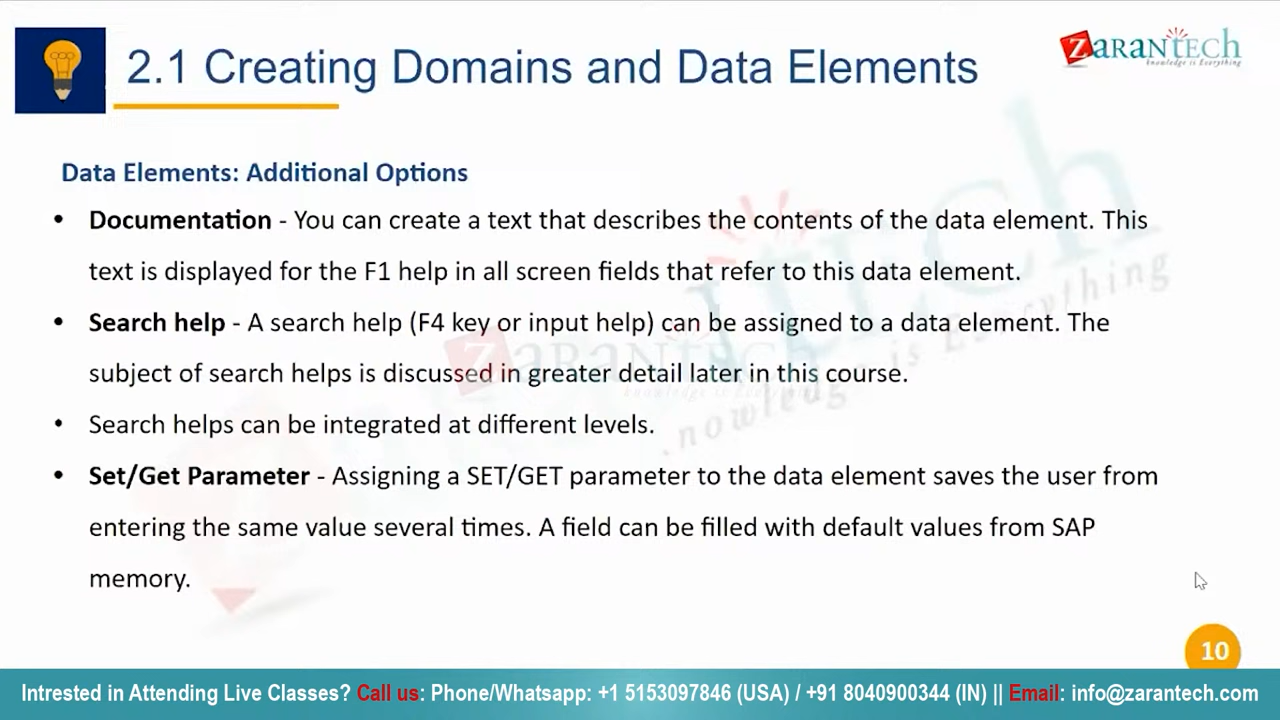 2.1 Creating Domains and Data Elements
ZARANTECH
knowledge is Everything
Data Elements: Additional Options
• Documentation - You can create a text that describes the contents of the data element. This
text is displayed for the F1 help in all screen fields that refer to this data element.
• Search help - A search help (F4 key or input help) can be assigned to a data element. The
subject of search helps is discussed in greater detail later in this course.
• Search helps can be integrated at different levels.
• Set/Get Parameter - Assigning a SET/GET parameter to the data element saves the user from
entering the same value several times. A field can be filled with default values from SAP
memory.
10
Intrested in Attending Live Classes? Call us: Phone/Whatsapp: +1 5153097846 (USA) / +91 8040900344 (IN) || Email: info@zarantech.com